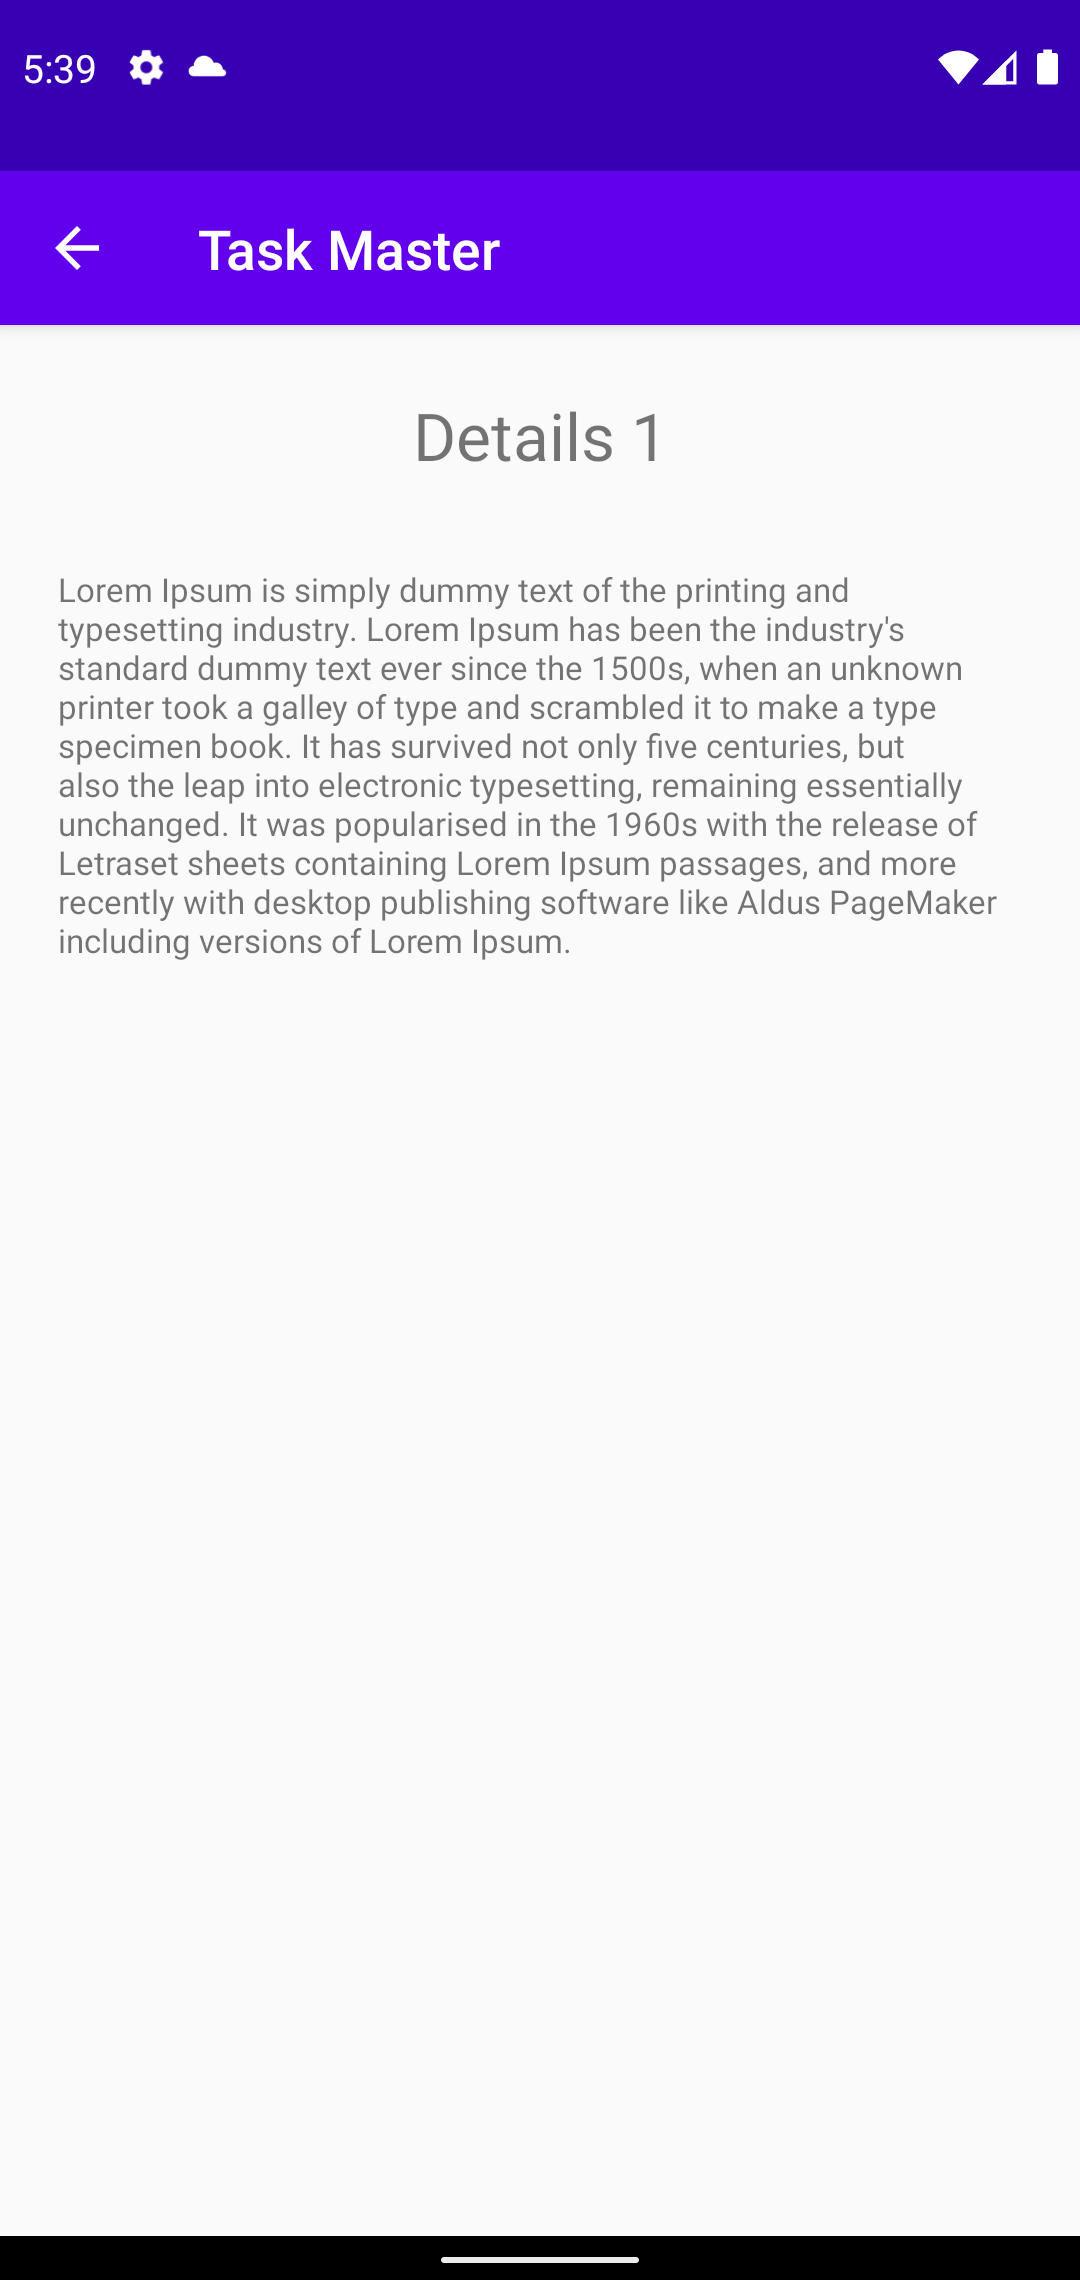 5:39
Task Master
Details 1
Lorem Ipsum is simply dummy text of the printing and
typesetting industry. Lorem Ipsum has been the industry's
standard dummy text ever since the 1500s, when an unknown
printer took a galley of type and scrambled it to make a type
specimen book. It has survived not only five centuries, but
also the leap into electronic typesetting, remaining essentially
unchanged. It was popularised in the 1960s with the release of
Letraset sheets containing Lorem Ipsum passages, and more
recently with desktop publishing software like Aldus PageMaker
including versions of Lorem Ipsum.